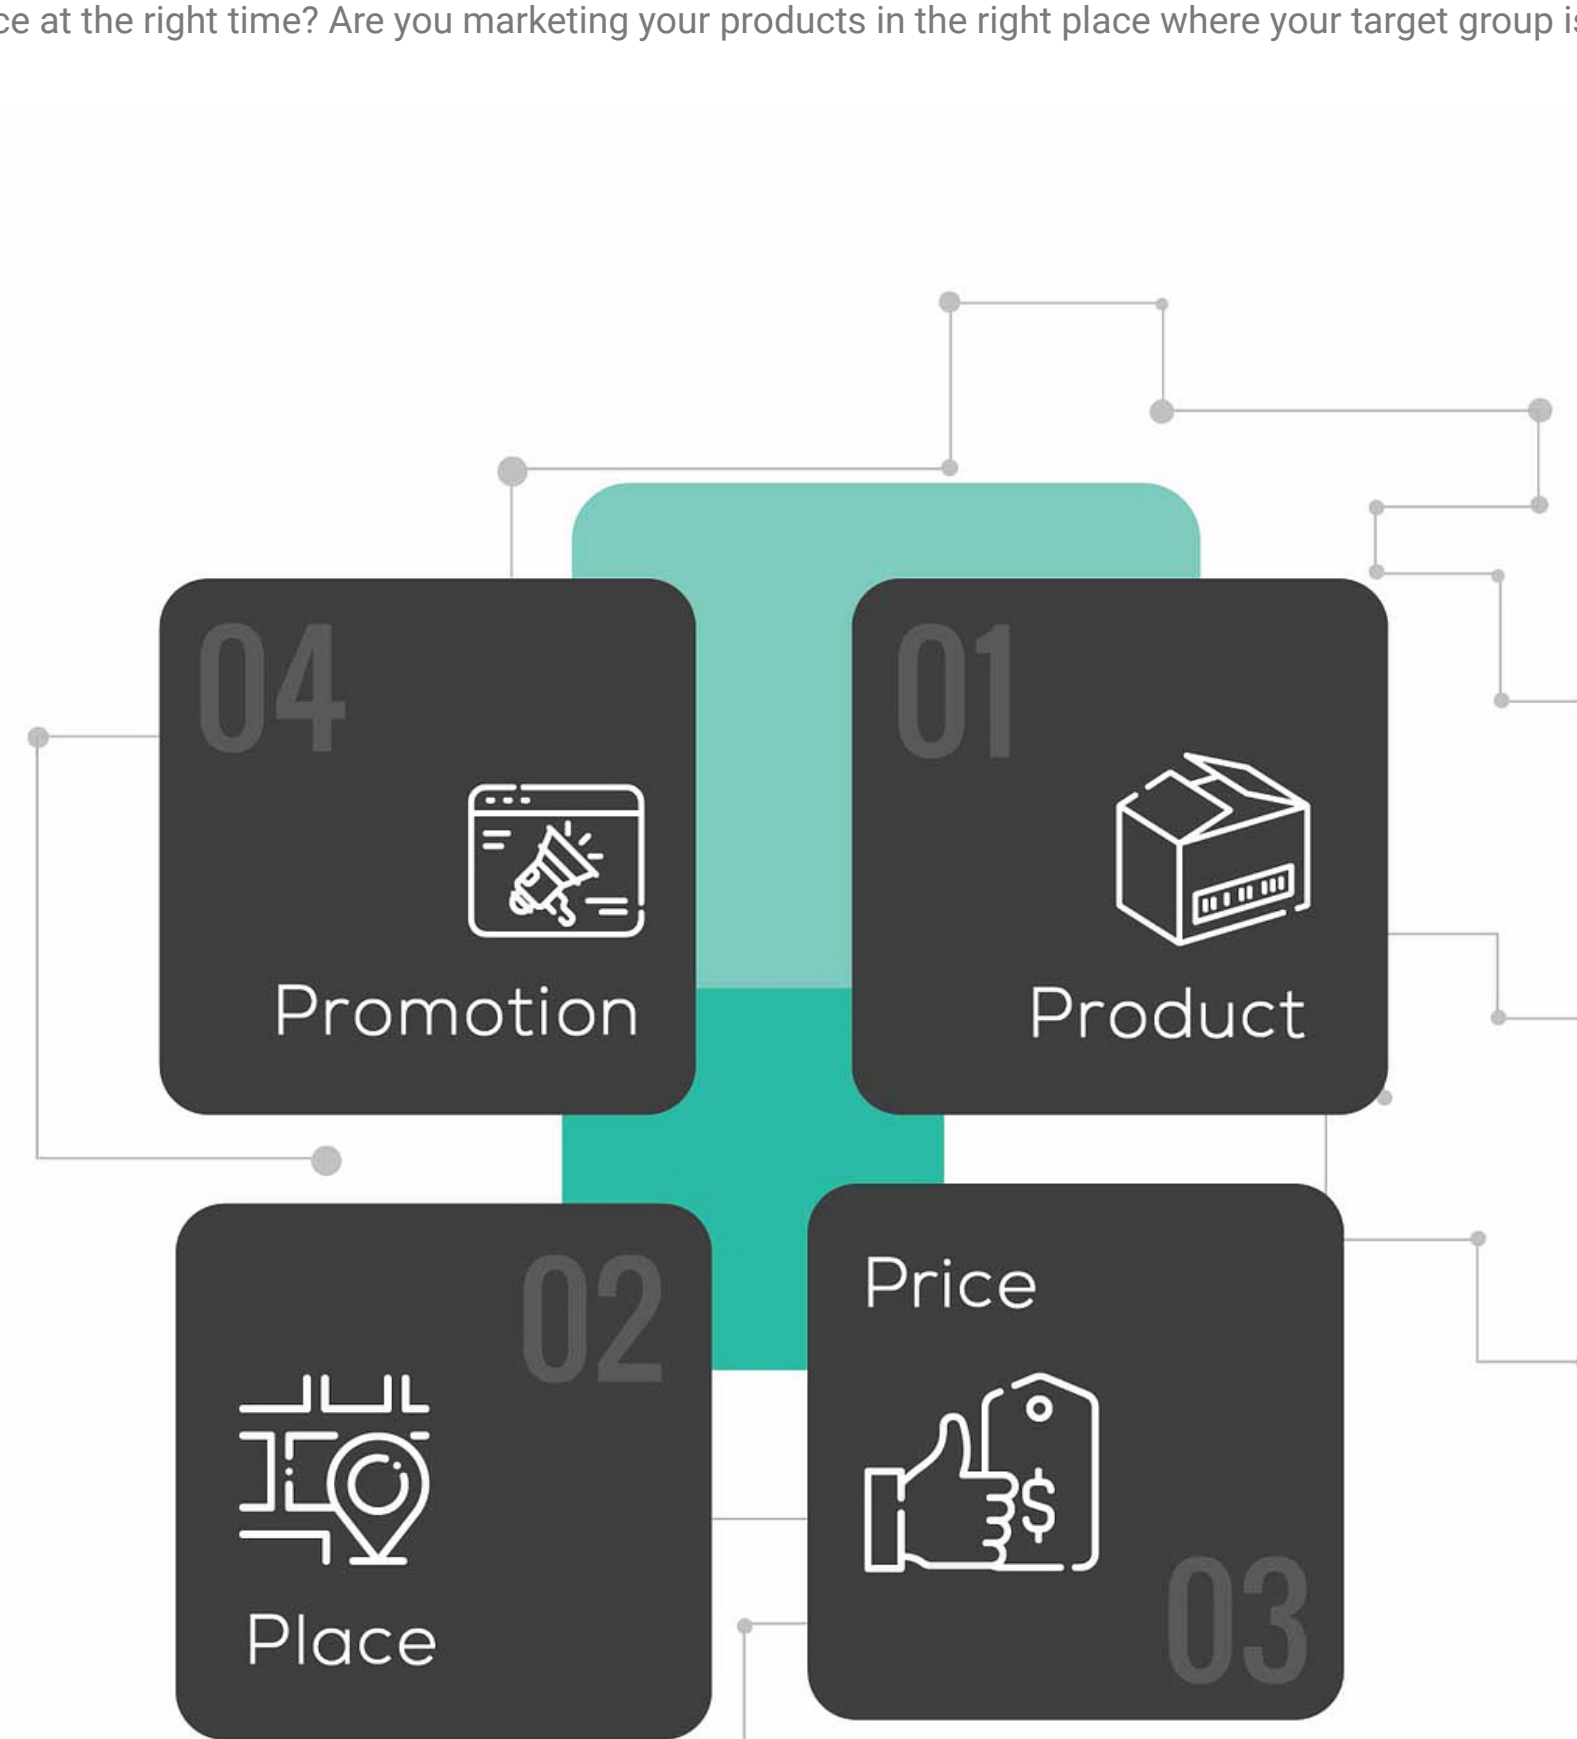 ce at the right time? Are you marketing your products in the right place where your target group
04
Promotion
01
Product
02
Place
Price
$
03